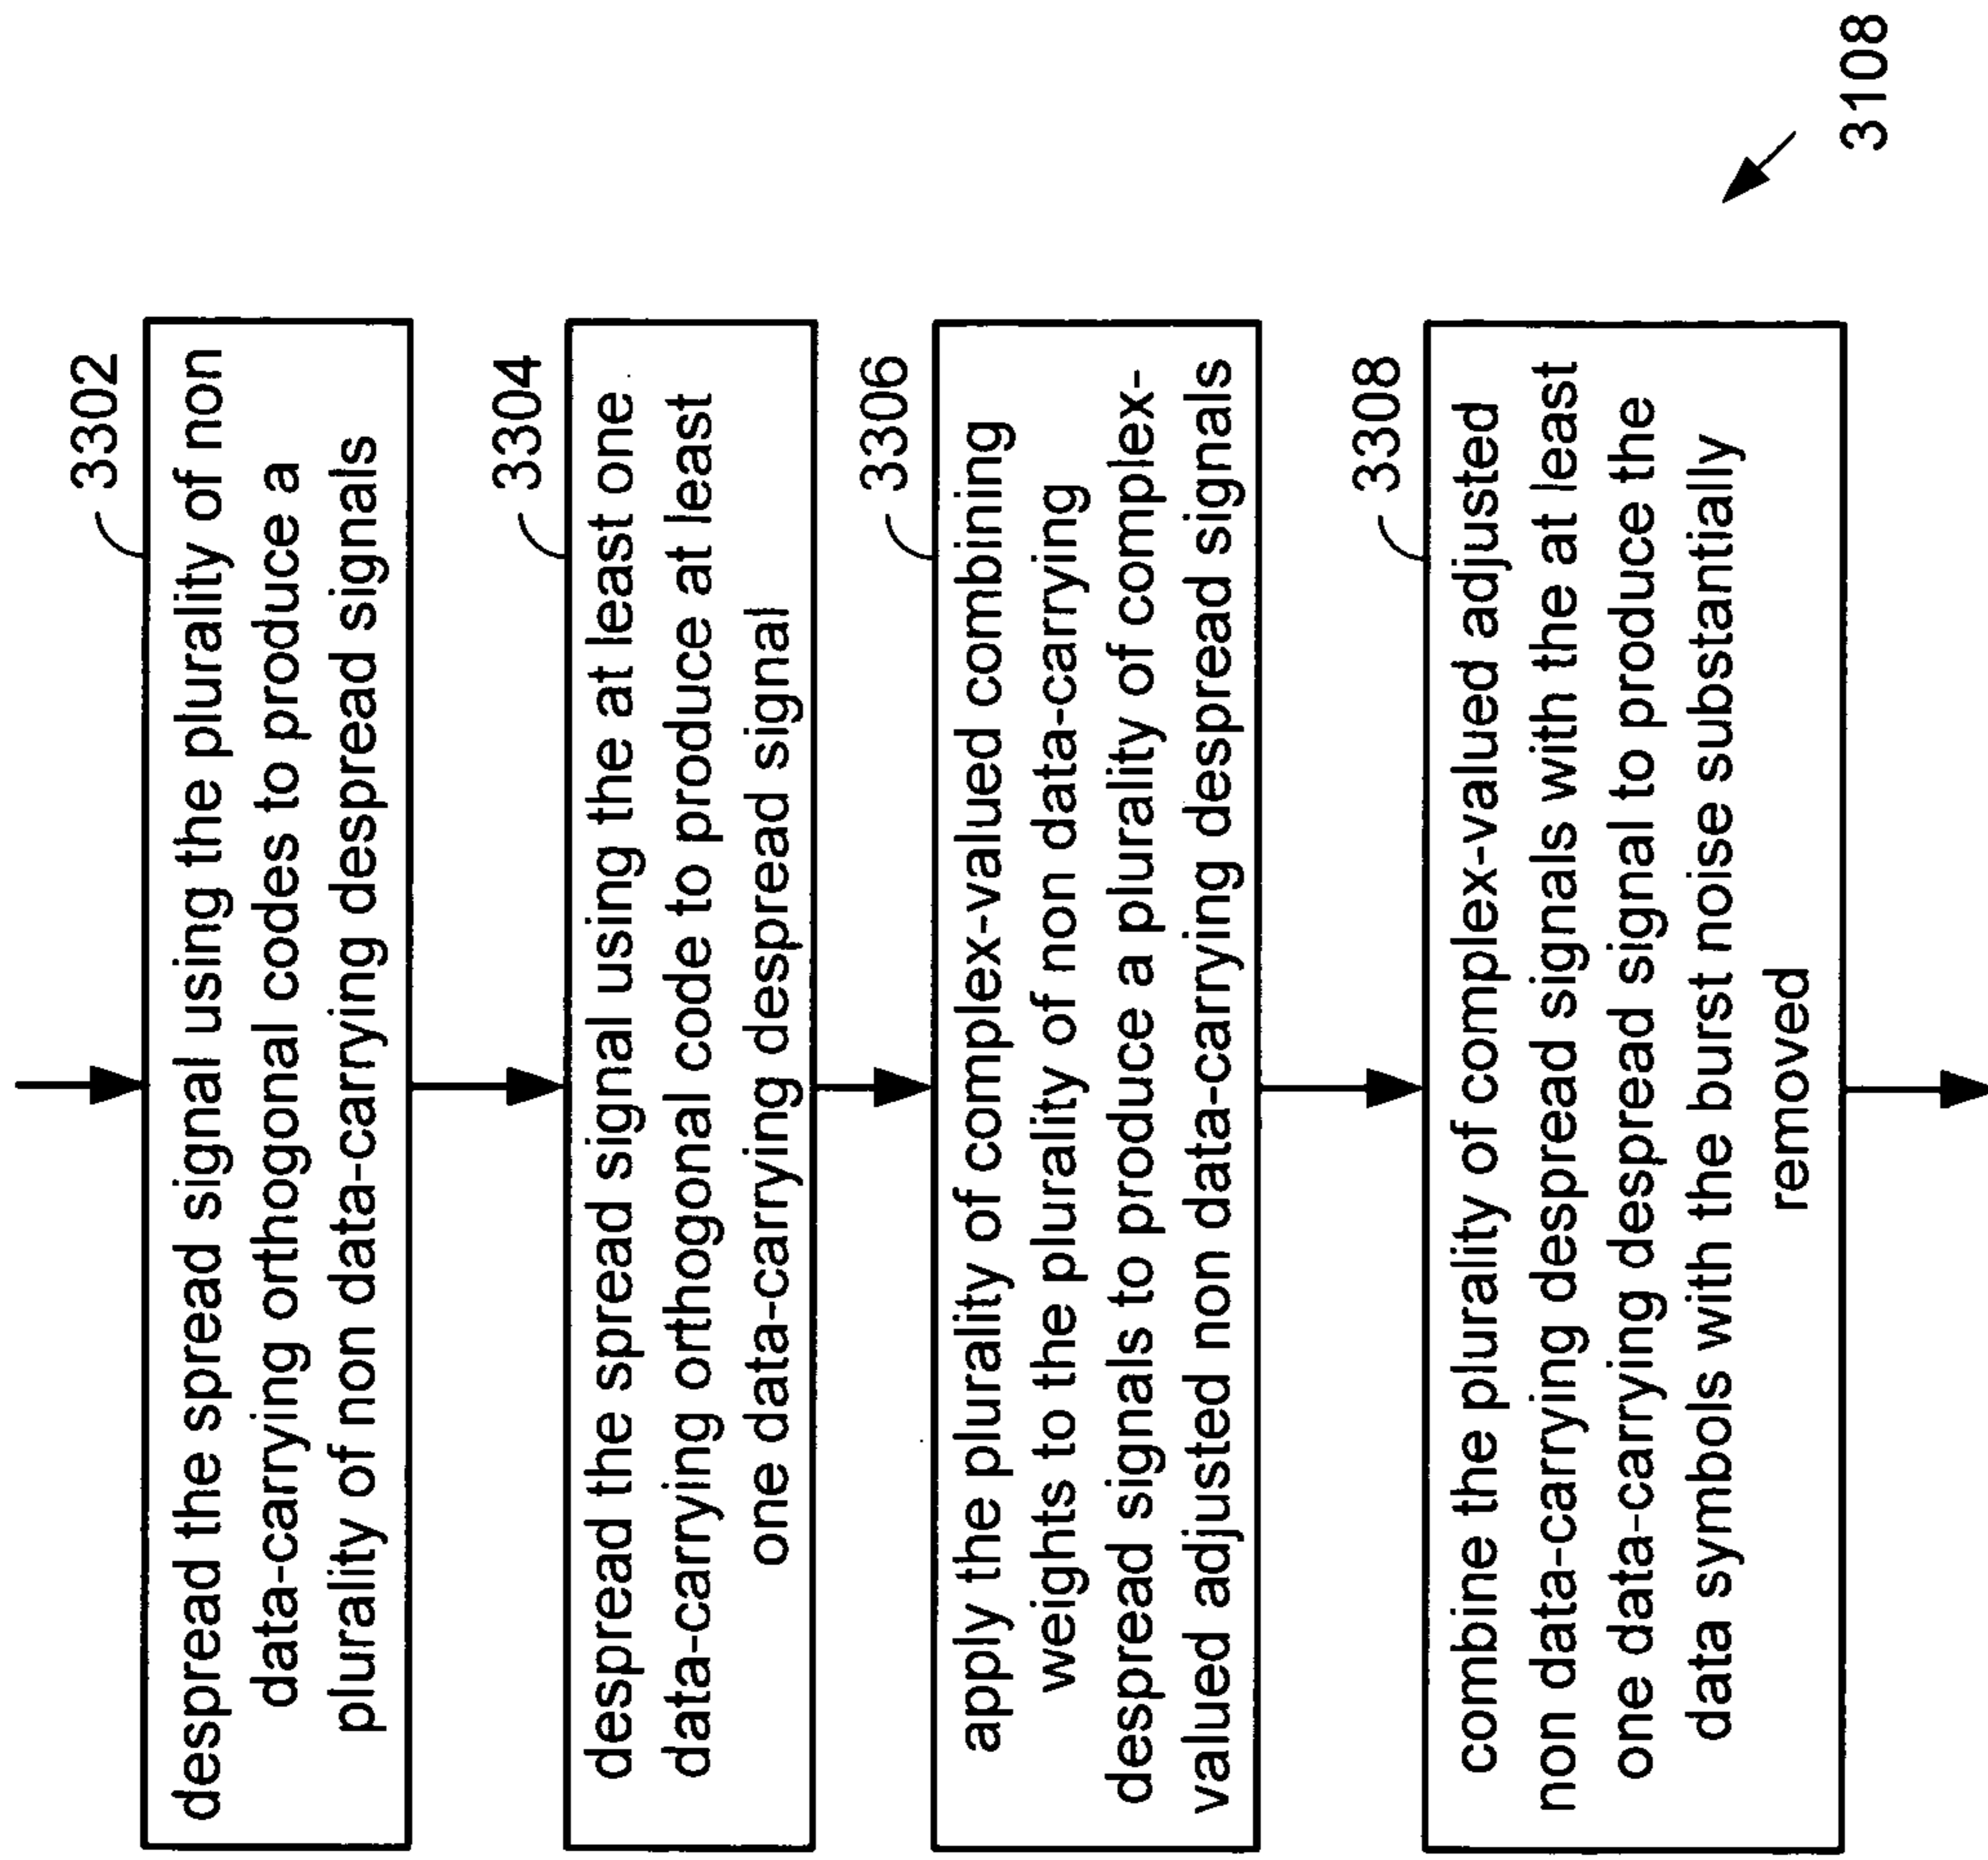 3302
despread the spread signal using the plurality of non
data-carrying orthogonal codes to produce a
plurality of non data-carrying despread signals
3304
despread the spread signal using the at least one
data-carrying orthogonal code to produce at least
one data-carrying despread signal
3306
apply the plurality of complex-valued combining
weights to the plurality of non data-carrying
despread signals to produce a plurality of complex-
valued adjusted non data-carrying despread signals
3308
combine the plurality of complex-valued adjusted
non data-carrying despread signals with the at least
one data-carrying despread signal to produce the
data symbols with the burst noise substantially
removed
3108